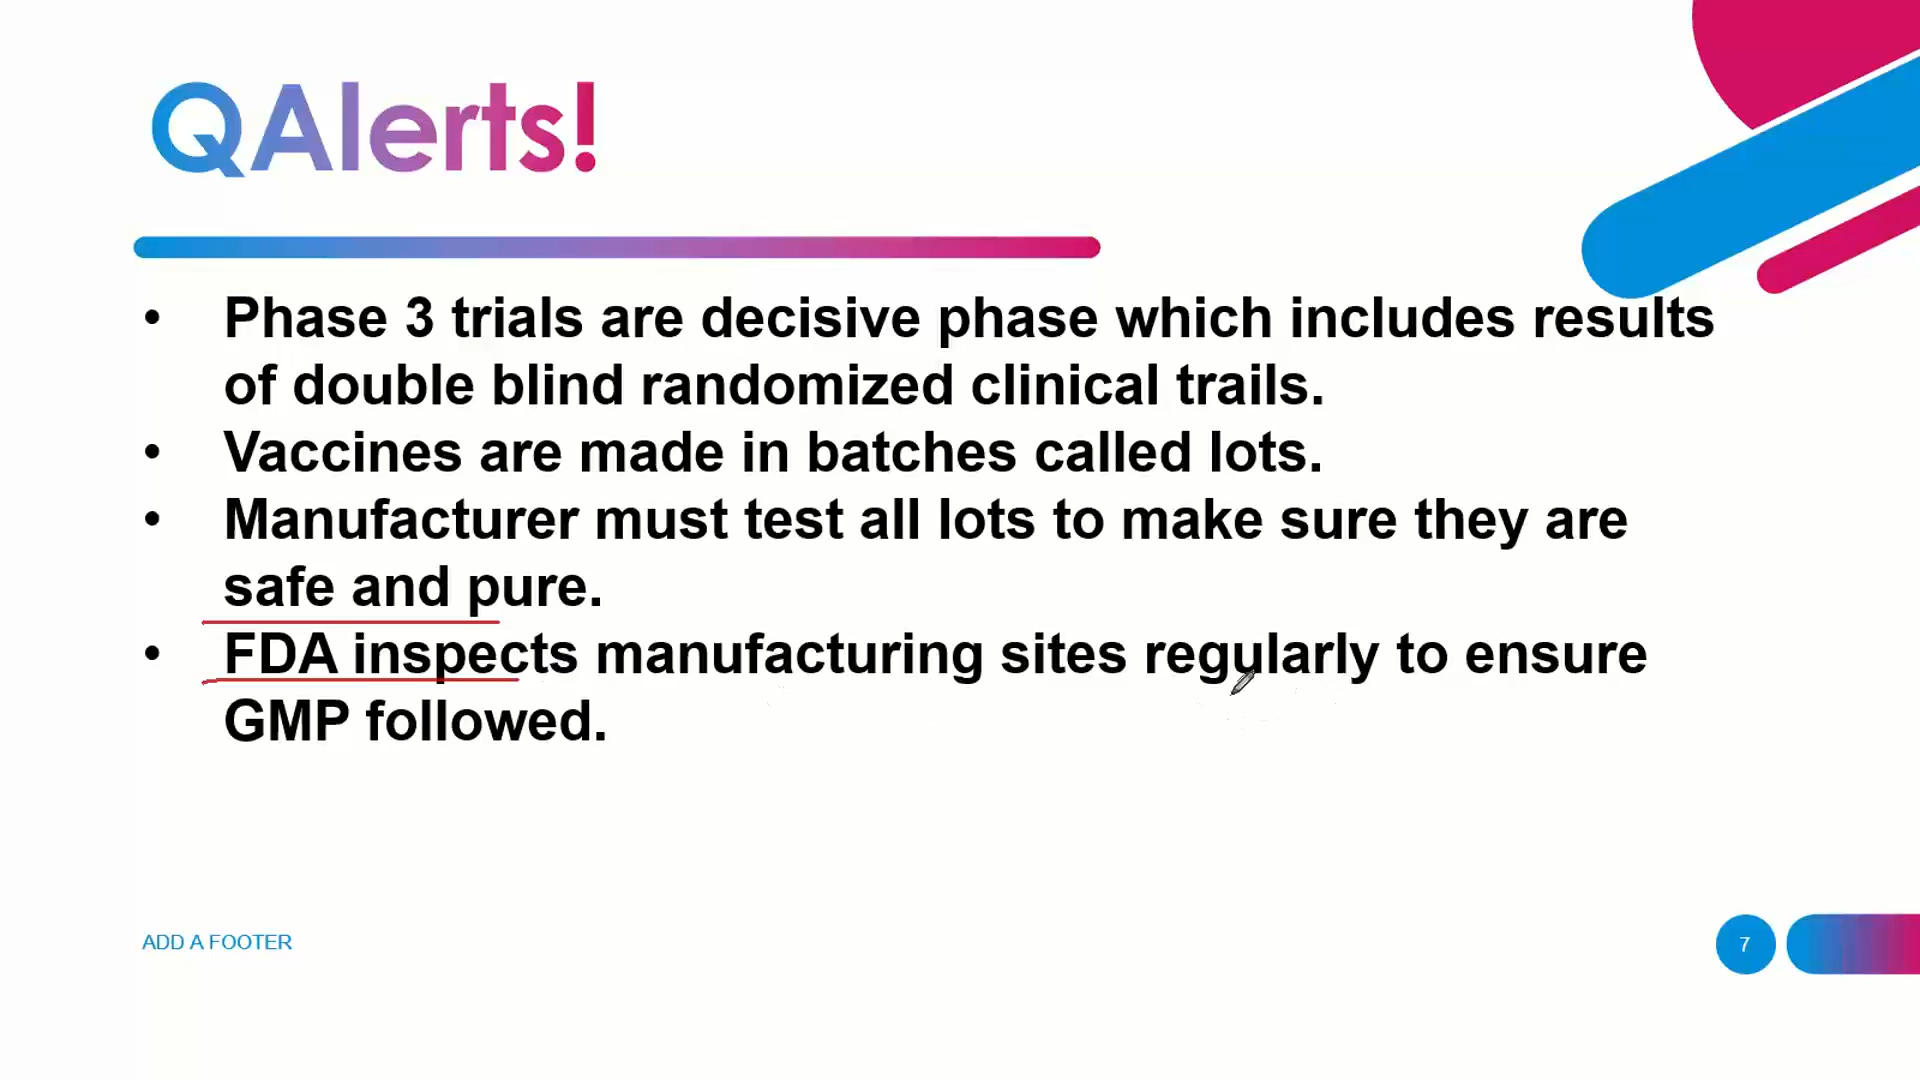 QAlerts!
• Phase 3 trials are decisive phase which includes results
of double blind randomized clinical trails.
• Vaccines are made in batches called lots.
• Manufacturer must test all lots to make sure they are
safe and pure.
• FDA inspects manufacturing sites regularly to ensure
GMP followed.
ADD A FOOTER
7